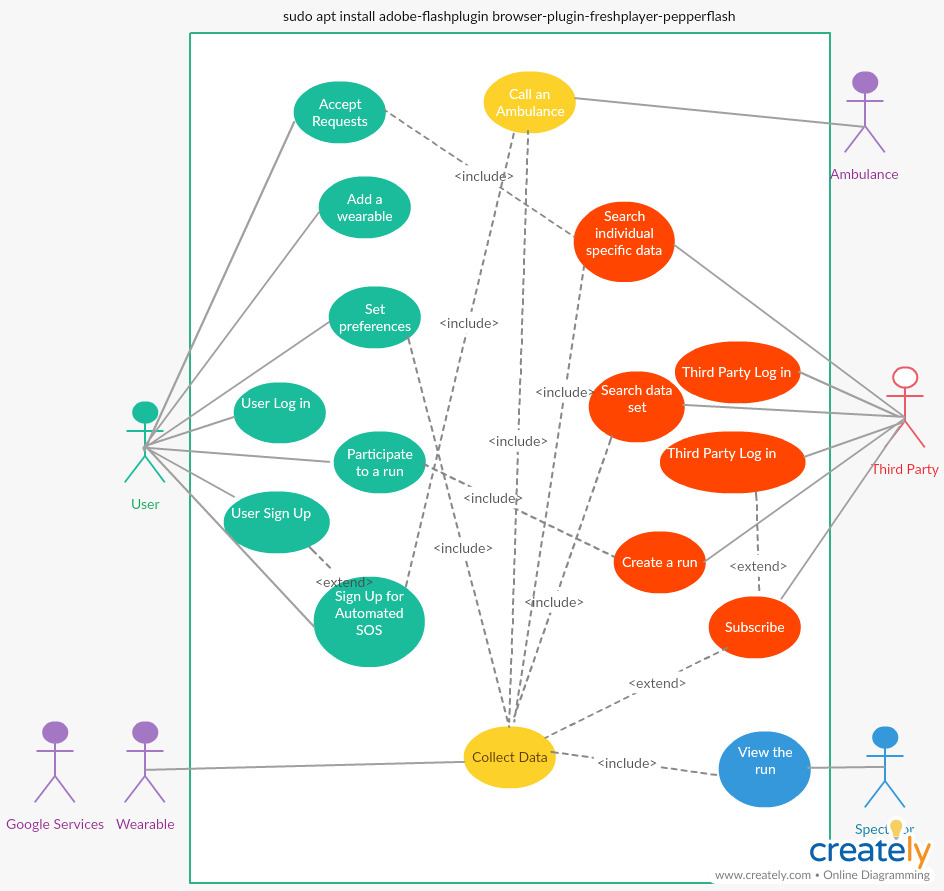 sudo apt install adobe-flashplugin browser-plugin-freshplayer-pepperflash
Accept
Requests
Call an
Ambulance
Ambulance
<include>
Add a
wearable
Search
individual
specific data
Set
preferences
<include>
Third Party Log in
<include>
Search data
set
User Log in
<include>
Participate
to a run
Third Party Log in
Third Party
User
<include>
User Sign Up
<include>
Create a run
<extend>
<extend>
Sign Up for
Automated
SOS
<include>
Subscribe
<extend>
Collect Data
<include>
View the
run
Google Services
Wearable
creately
www.creately.com • Online Diagramming